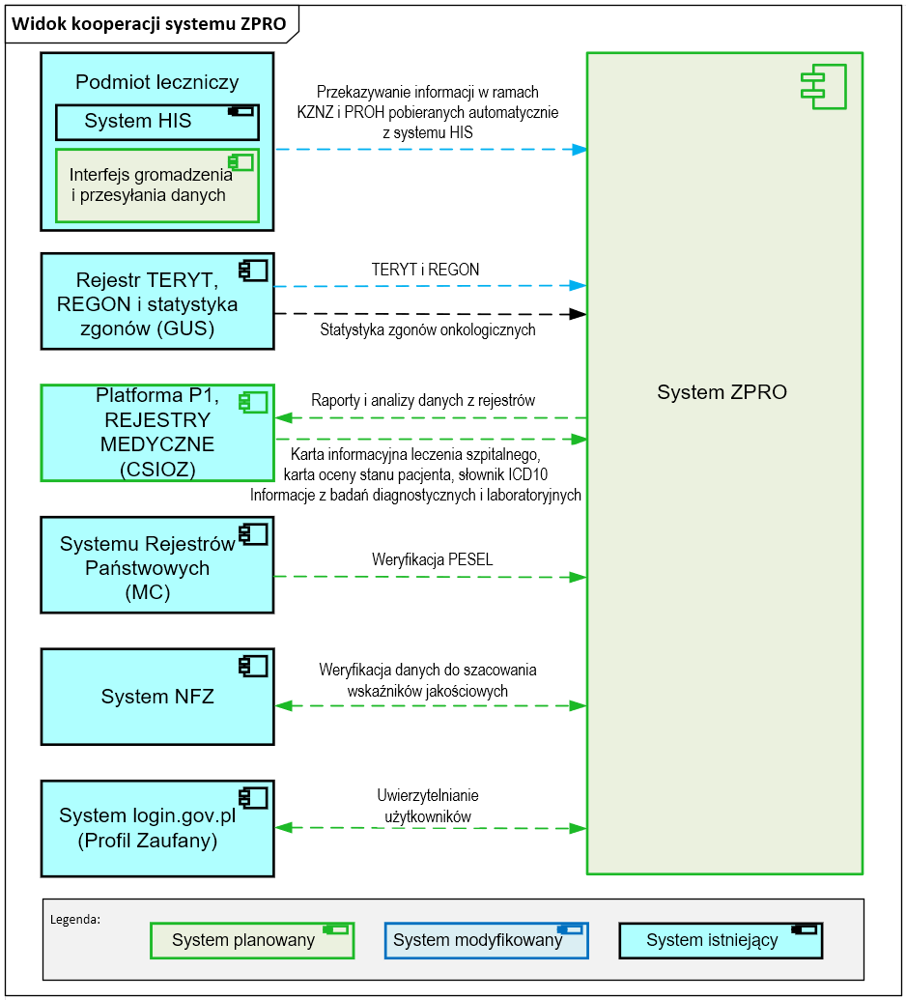 Widok kooperacji systemu ZPRO
Podmiot leczniczy
System HIS
Interfejs gromadzenia
i przesyłania danych
Przekazywanie informacji w ramach
KZNZ i PROH pobieranych automatycznie
z systemu HIS
Rejestr TERYT,
REGON i statystyka
zgonów (GUS)
TERYT i REGON
Statystyka zgonów onkologicznych
System ZPRO
Platforma P1,
REJESTRY
MEDYCZNE
(CSIOZ)
Raporty i analizy danych z rejestrów
Karta informacyjna leczenia szpitalnego,
karta oceny stanu pacjenta, słownik ICD10
Informacje z badań diagnostycznych i laboratoryjnych
Systemu Rejestrów
Państwowych
(MC)
Weryfikacja PESEL
System NFZ
Weryfikacja danych do szacowania
wskaźników jakościowych
System login.gov.pl
(Profil Zaufany)
Uwierzytelnianie
użytkowników
Legenda:
System planowany
System modyfikowany
System istniejący